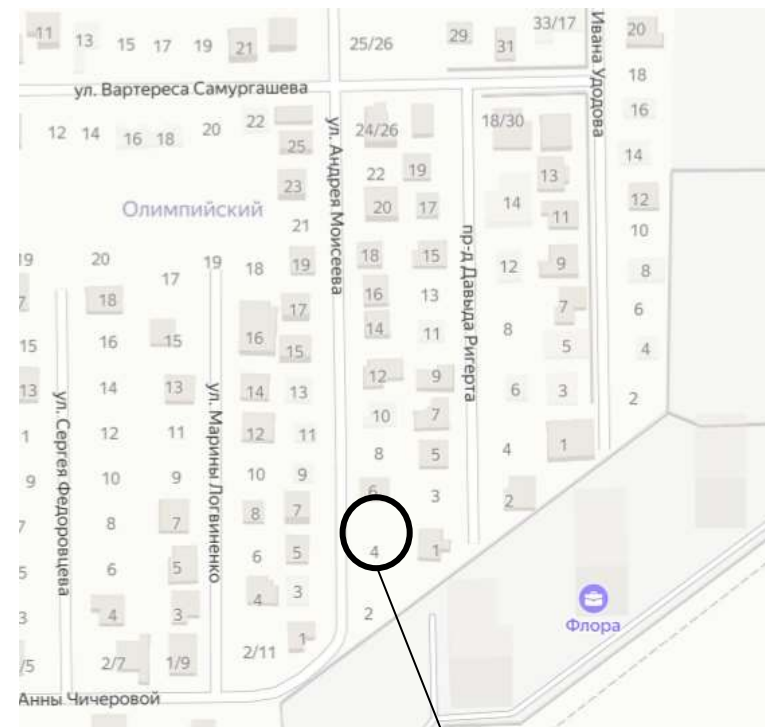 11 13 15 17 19 21 25/26 29 31 33/17 20
ул. Ивана Удодова
18
ул. Вартереса Самургашева
16
12 14 16 18 20 22 25 24/26 18/30
14
ул. Андрея Моисеева
22 19 13
23 20 17 14 11 12
Олимпийский
21 10
пр-д Давыда Ригерта
19 20 17 19 18 19 18 15 12 9 8
18 17 16 13 7 6
15 16 15 16 15 14 11 8 5 4
13 14 13 14 13 12 9 6 3 2
ул. Сергея Федоровцева
ул. Марины Логвиненко
1 12 11 12 11 10 7 4 1
9 10 9 10 9 8 5
6 3 2
7 8 7 8 7
5 6 5 6 5 4 1
3 4 3 4 3 2
Флора
/5 2/7 1/9 2/11 1
Анны Чичеровой